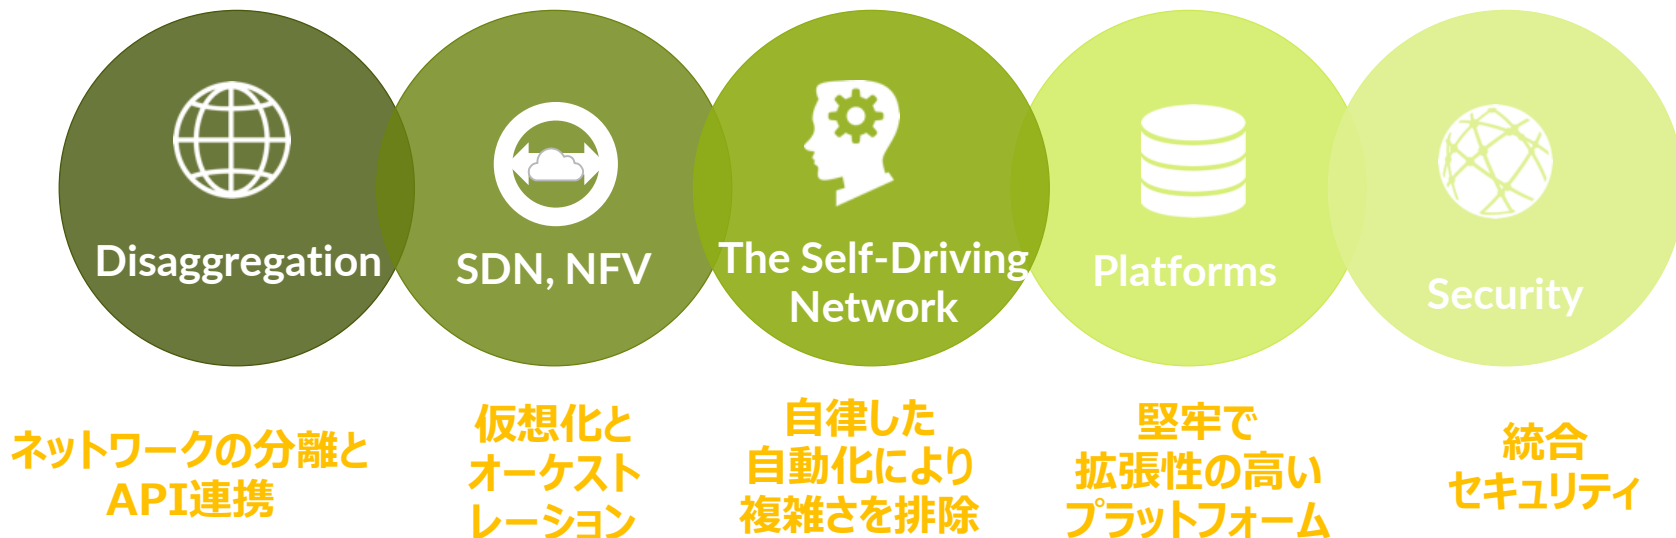 Disaggregation
SDN, NFV
The Self-Driving
Network
Platforms
Security
ネットワークの分離と
API連携
仮想化と
オーケスト
レーション
自律した
自動化により
複雑さを排除
堅牢で
拡張性の高い
プラットフォーム
統合
セキュリティ